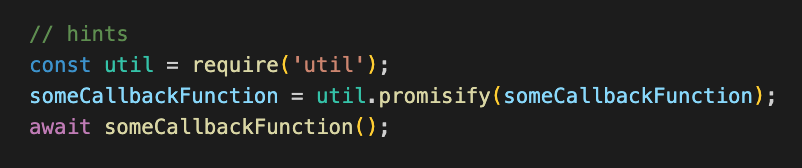 // hints
const util = require('util');
someCallbackFunction = util.promisify(someCallbackFunction);
await someCallbackFunction();